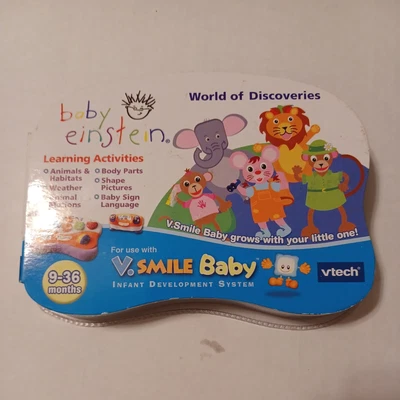 World of Discoveries
baby
einstein®
Learning Activities
Animals & Habitats
Weather
Animal
Body Parts
Shape Pictures
Baby Sign Language
V.Smile Baby grows with your little one!
For use with
V.SMILE Baby
INFANT DEVELOPMENT SYSTEM
vtech®
9-36
months